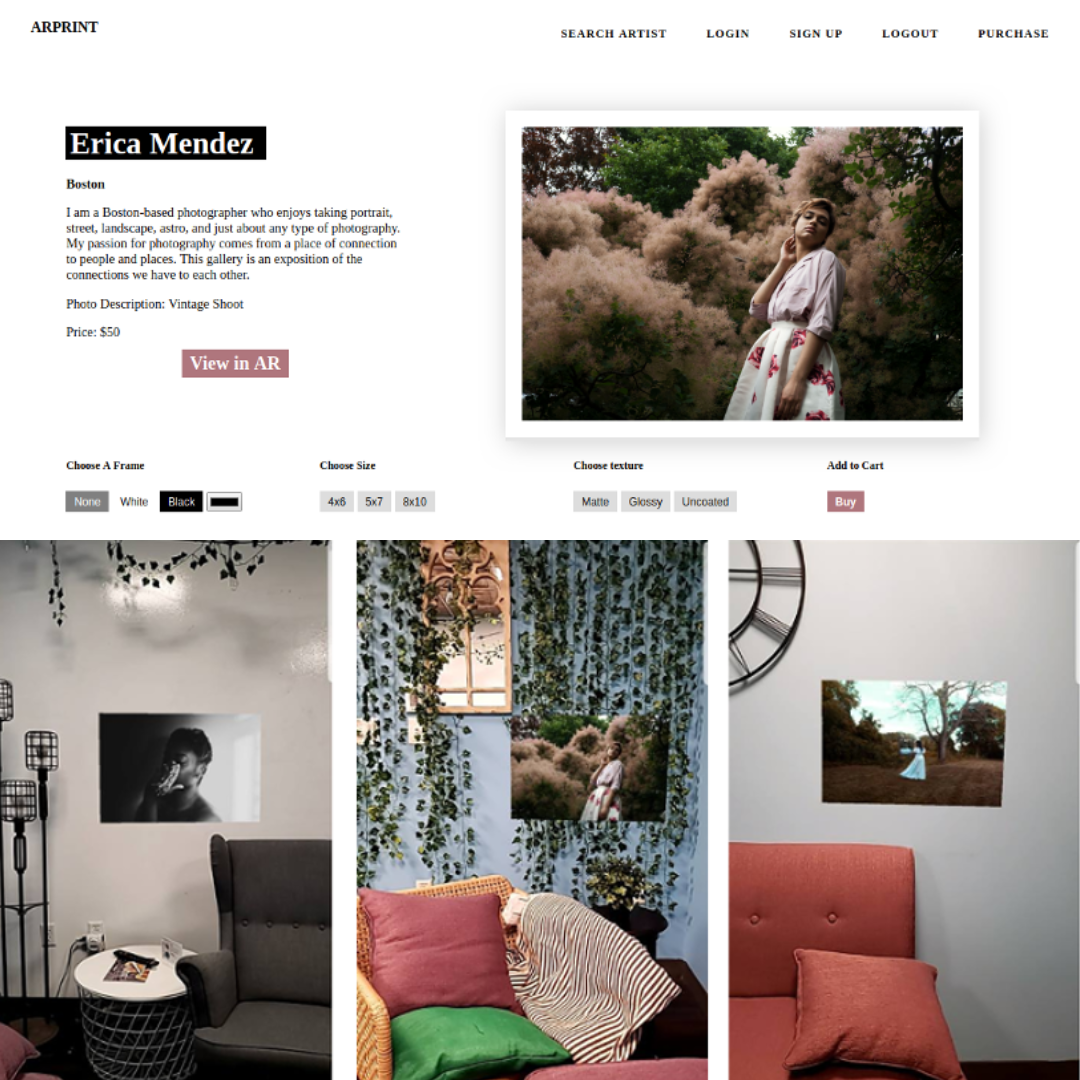 ARPRINT
SEARCH ARTIST LOGIN SIGN UP LOGOUT PURCHASE
Erica Mendez
Boston
I am a Boston-based photographer who enjoys taking portrait,
street, landscape, astro, and just about any type of photography.
My passion for photography comes from a place of connection
to people and places. This gallery is an exposition of the
connections we have to each other.
Photo Description: Vintage Shoot
Price: $50
View in AR
Choose A Frame
None White Black
Choose Size
4x6 5x7 8x10
Choose texture
Matte Glossy Uncoated
Add to Cart
Buy